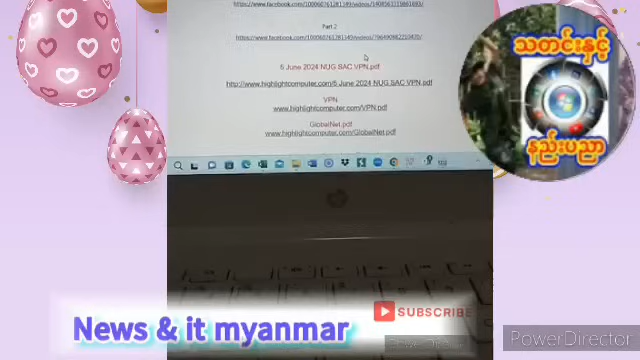 Part 2
6 June 2024 NUG SAC VPN.pdf
http://www.highlightcomputer.com/6 June 2024 NUG SAC VPN.pdf
VPN
www.highlightcomputer.com/VPN.pdf
GlobalNet.pdf
www.highlightcomputer.com/GlobalNet.pdf
သတင်းနှင့်
နည်းပညာ
SUBSCRIBE
News & it myanmar
PowerDirector
PowerDirector